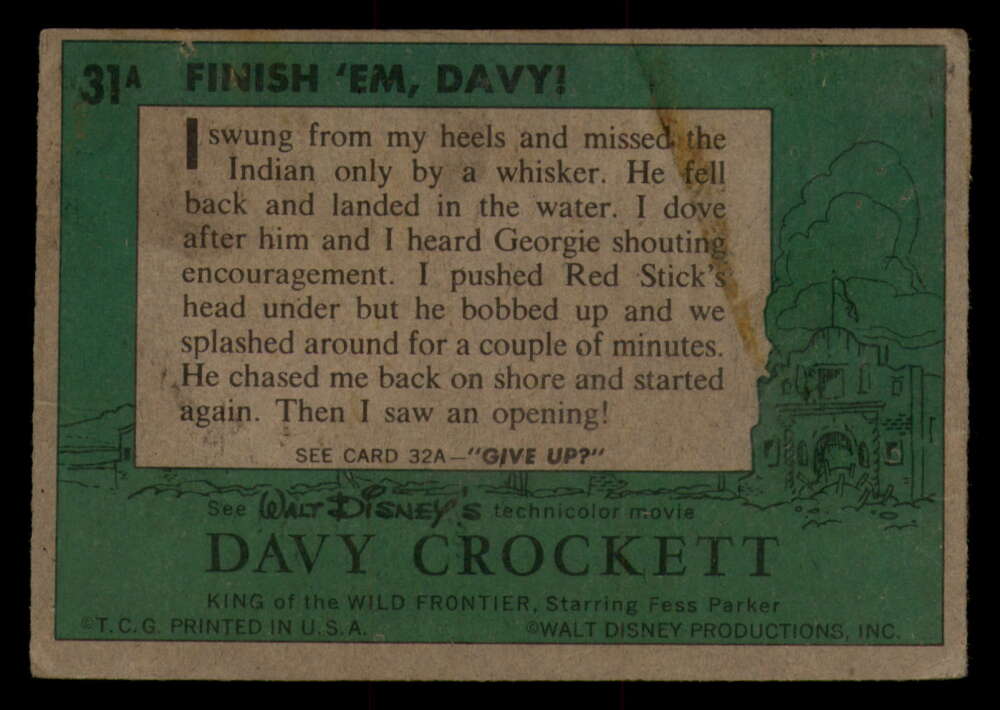 31A FINISH 'EM, DAVY!
I swung from my heels and missed the
Indian only by a whisker. He fell
back and landed in the water. I dove
after him and I heard Georgie shouting
encouragement. I pushed Red Stick's
head under but he bobbed up and we
splashed around for a couple of minutes.
He chased me back on shore and started
again. Then I saw an opening!
SEE CARD 32A—"GIVE UP?"
See WALT DISNEY'S technicolor movie
DAVY CROCKETT
KING of the WILD FRONTIER, Starring Fess Parker
©T.C.G. PRINTED IN U.S.A. ©WALT DISNEY PRODUCTIONS, INC.